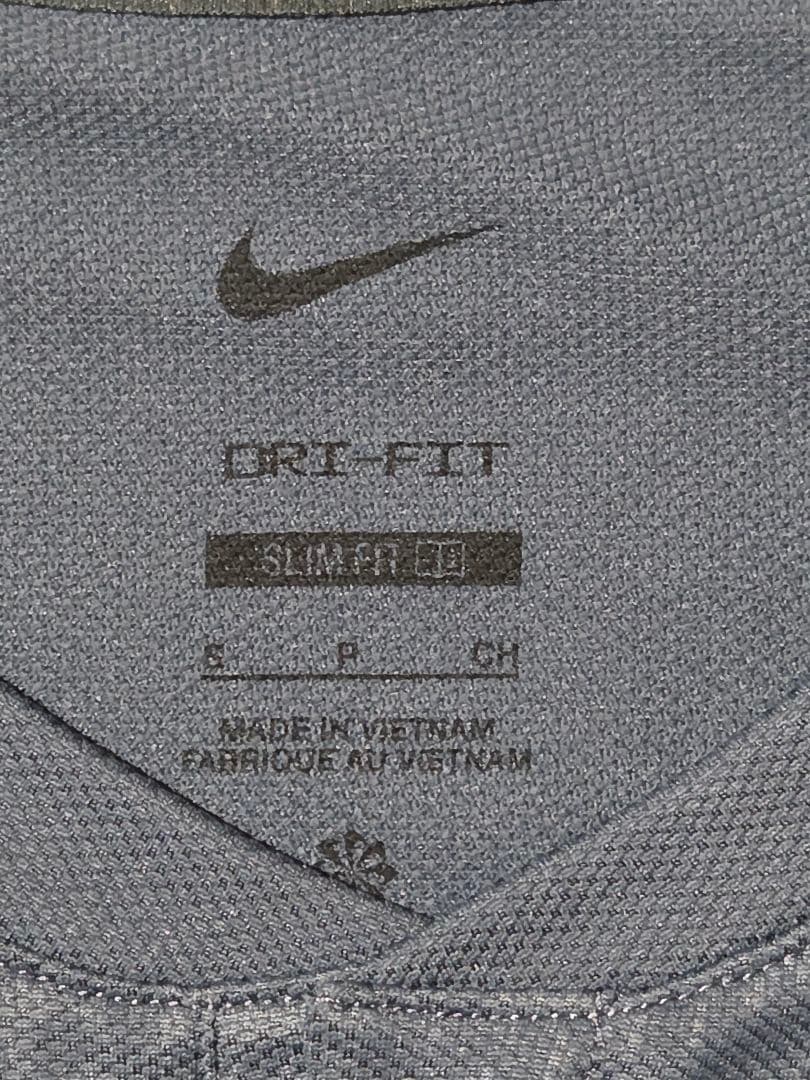 DRI-FIT
SLIM FIT
S P CH
MADE IN VIETNAM
FABRIQUE AU VIETNAM